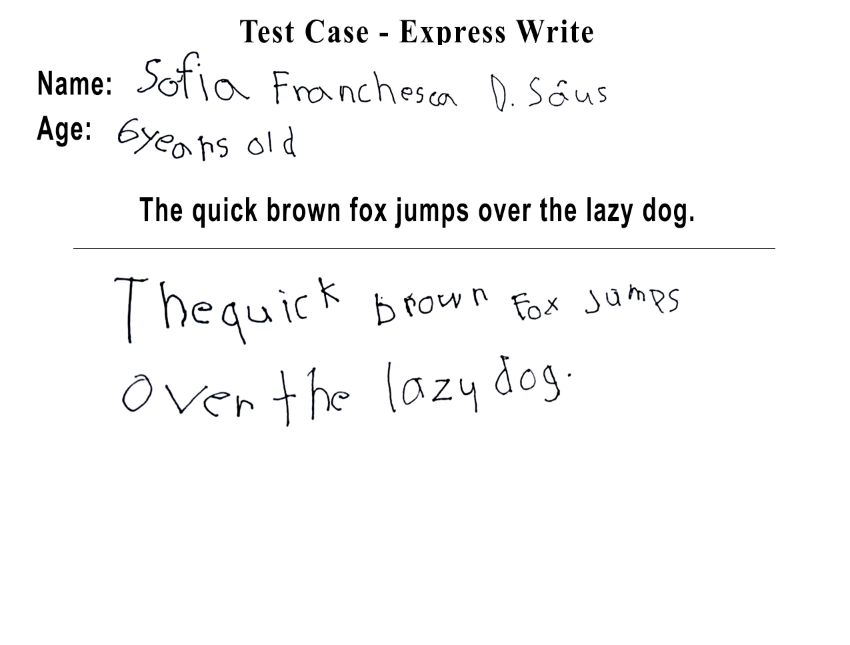 Test Case - Express Write
Name: Sofia Franchesca D. Sâus
Age: 6years old
The quick brown fox jumps over the lazy dog.
Thequick brown Fox Jumps
Over the lazy dog.